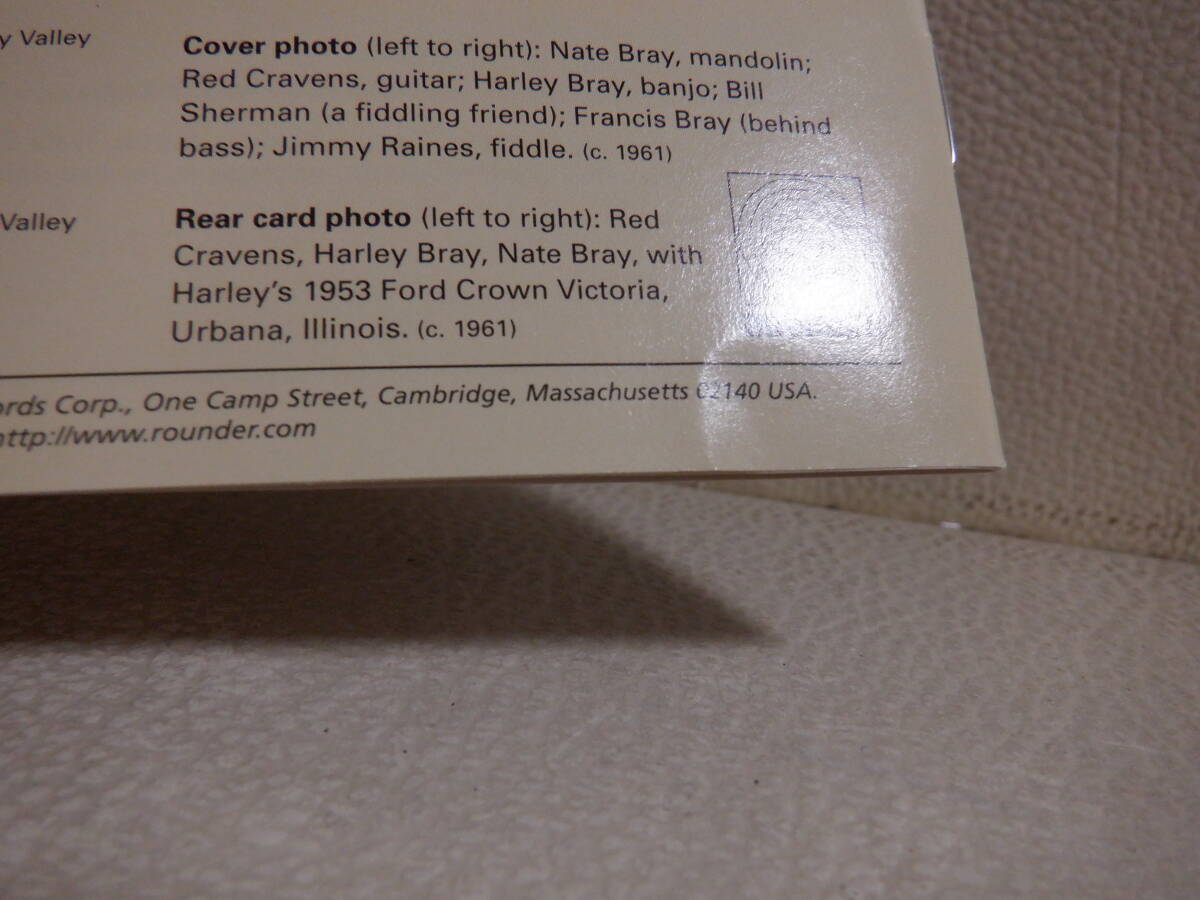 y Valley
Cover photo (left to right): Nate Bray, mandolin;
Red Cravens, guitar; Harley Bray, banjo; Bill
Sherman (a fiddling friend); Francis Bray (behind
bass); Jimmy Raines, fiddle. (c. 1961)
Valley
Rear card photo (left to right): Red
Cravens, Harley Bray, Nate Bray, with
Harley's 1953 Ford Crown Victoria,
Urbana, Illinois. (c. 1961)
ords Corp., One Camp Street, Cambridge, Massachusetts 02140 USA.
http://www.rounder.com